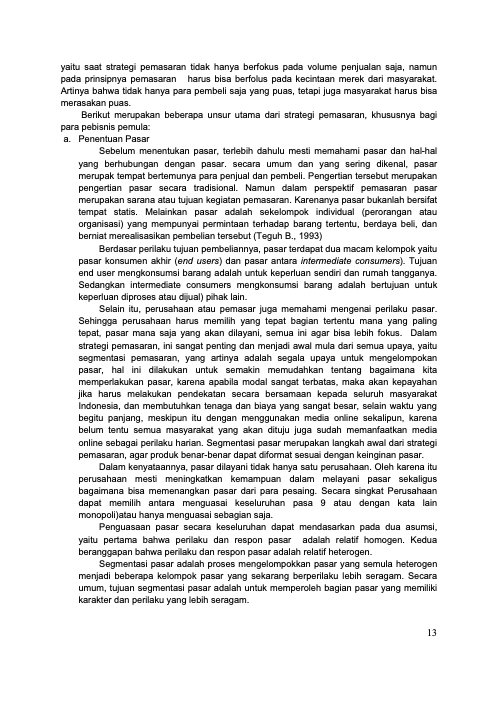 yaitu saat strategi pemasaran tidak hanya berfokus pada volume penjualan saja, namun
pada prinsipnya pemasaran harus bisa berfolus pada kecintaan merek dari masyarakat.
Artinya bahwa tidak hanya para pembeli saja yang puas, tetapi juga masyarakat harus bisa
merasakan puas.
Berikut merupakan beberapa unsur utama dari strategi pemasaran, khususnya bagi
para pebisnis pemula:
a. Penentuan Pasar
Sebelum menentukan pasar, terlebih dahulu mesti memahami pasar dan hal-hal
yang berhubungan dengan pasar. secara umum dan yang sering dikenal, pasar
merupak tempat bertemunya para penjual dan pembeli. Pengertian tersebut merupakan
pengertian pasar secara tradisional. Namun dalam perspektif pemasaran pasar
merupakan sarana atau tujuan kegiatan pemasaran. Karenanya pasar bukanlah bersifat
tempat statis. Melainkan pasar adalah sekelompok individual (perorangan atau
organisasi) yang mempunyai permintaan terhadap barang tertentu, berdaya beli, dan
berniat merealisasikan pembelian tersebut (Teguh B., 1993)
Berdasar perilaku tujuan pembeliannya, pasar terdapat dua macam kelompok yaitu
pasar konsumen akhir (end users) dan pasar antara intermediate consumers). Tujuan
end user mengkonsumsi barang adalah untuk keperluan sendiri dan rumah tangganya.
Sedangkan intermediate consumers mengkonsumsi barang adalah bertujuan untuk
keperluan diproses atau dijual) pihak lain.
Selain itu, perusahaan atau pemasar juga memahami mengenai perilaku pasar.
Sehingga perusahaan harus memilih yang tepat bagian tertentu mana yang paling
tepat, pasar mana saja yang akan dilayani, semua ini agar bisa lebih fokus. Dalam
strategi pemasaran, ini sangat penting dan menjadi awal mula dari semua upaya, yaitu
segmentasi pemasaran, yang artinya adalah segala upaya untuk mengelompokan
pasar, hal ini dilakukan untuk semakin memudahkan tentang bagaimana kita
memperlakukan pasar, karena apabila modal sangat terbatas, maka akan kepayahan
jika harus melakukan pendekatan secara bersamaan kepada seluruh masyarakat
Indonesia, dan membutuhkan tenaga dan biaya yang sangat besar, selain waktu yang
begitu panjang, meskipun itu dengan menggunakan media online sekalipun, karena
belum tentu semua masyarakat yang akan dituju juga sudah memanfaatkan media
online sebagai perilaku harian. Segmentasi pasar merupakan langkah awal dari strategi
pemasaran, agar produk benar-benar dapat diformat sesuai dengan keinginan pasar.
Dalam kenyataannya, pasar dilayani tidak hanya satu perusahaan. Oleh karena itu
perusahaan mesti meningkatkan kemampuan dalam melayani pasar sekaligus
bagaimana bisa memenangkan pasar dari para pesaing. Secara singkat Perusahaan
dapat memilih antara menguasai keseluruhan pasa 9 atau dengan kata lain
monopoli)atau hanya menguasai sebagian saja.
Penguasaan pasar secara keseluruhan dapat mendasarkan pada dua asumsi,
yaitu pertama bahwa perilaku dan respon pasar adalah relatif homogen. Kedua
beranggapan bahwa perilaku dan respon pasar adalah relatif heterogen.
Segmentasi pasar adalah proses mengelompokkan pasar yang semula heterogen
menjadi beberapa kelompok pasar yang sekarang berperilaku lebih seragam. Secara
umum, tujuan segmentasi pasar adalah untuk memperoleh bagian pasar yang memiliki
karakter dan perilaku yang lebih seragam.
13